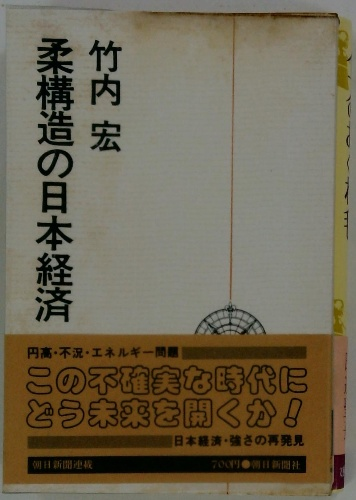 柔構造の日本経済
竹内 宏
円高・不況・エネルギー問題
この不確実な時代に
どう未来を開くか!
日本経済・強さの再発見
朝日新聞連載
700円●朝日新聞社